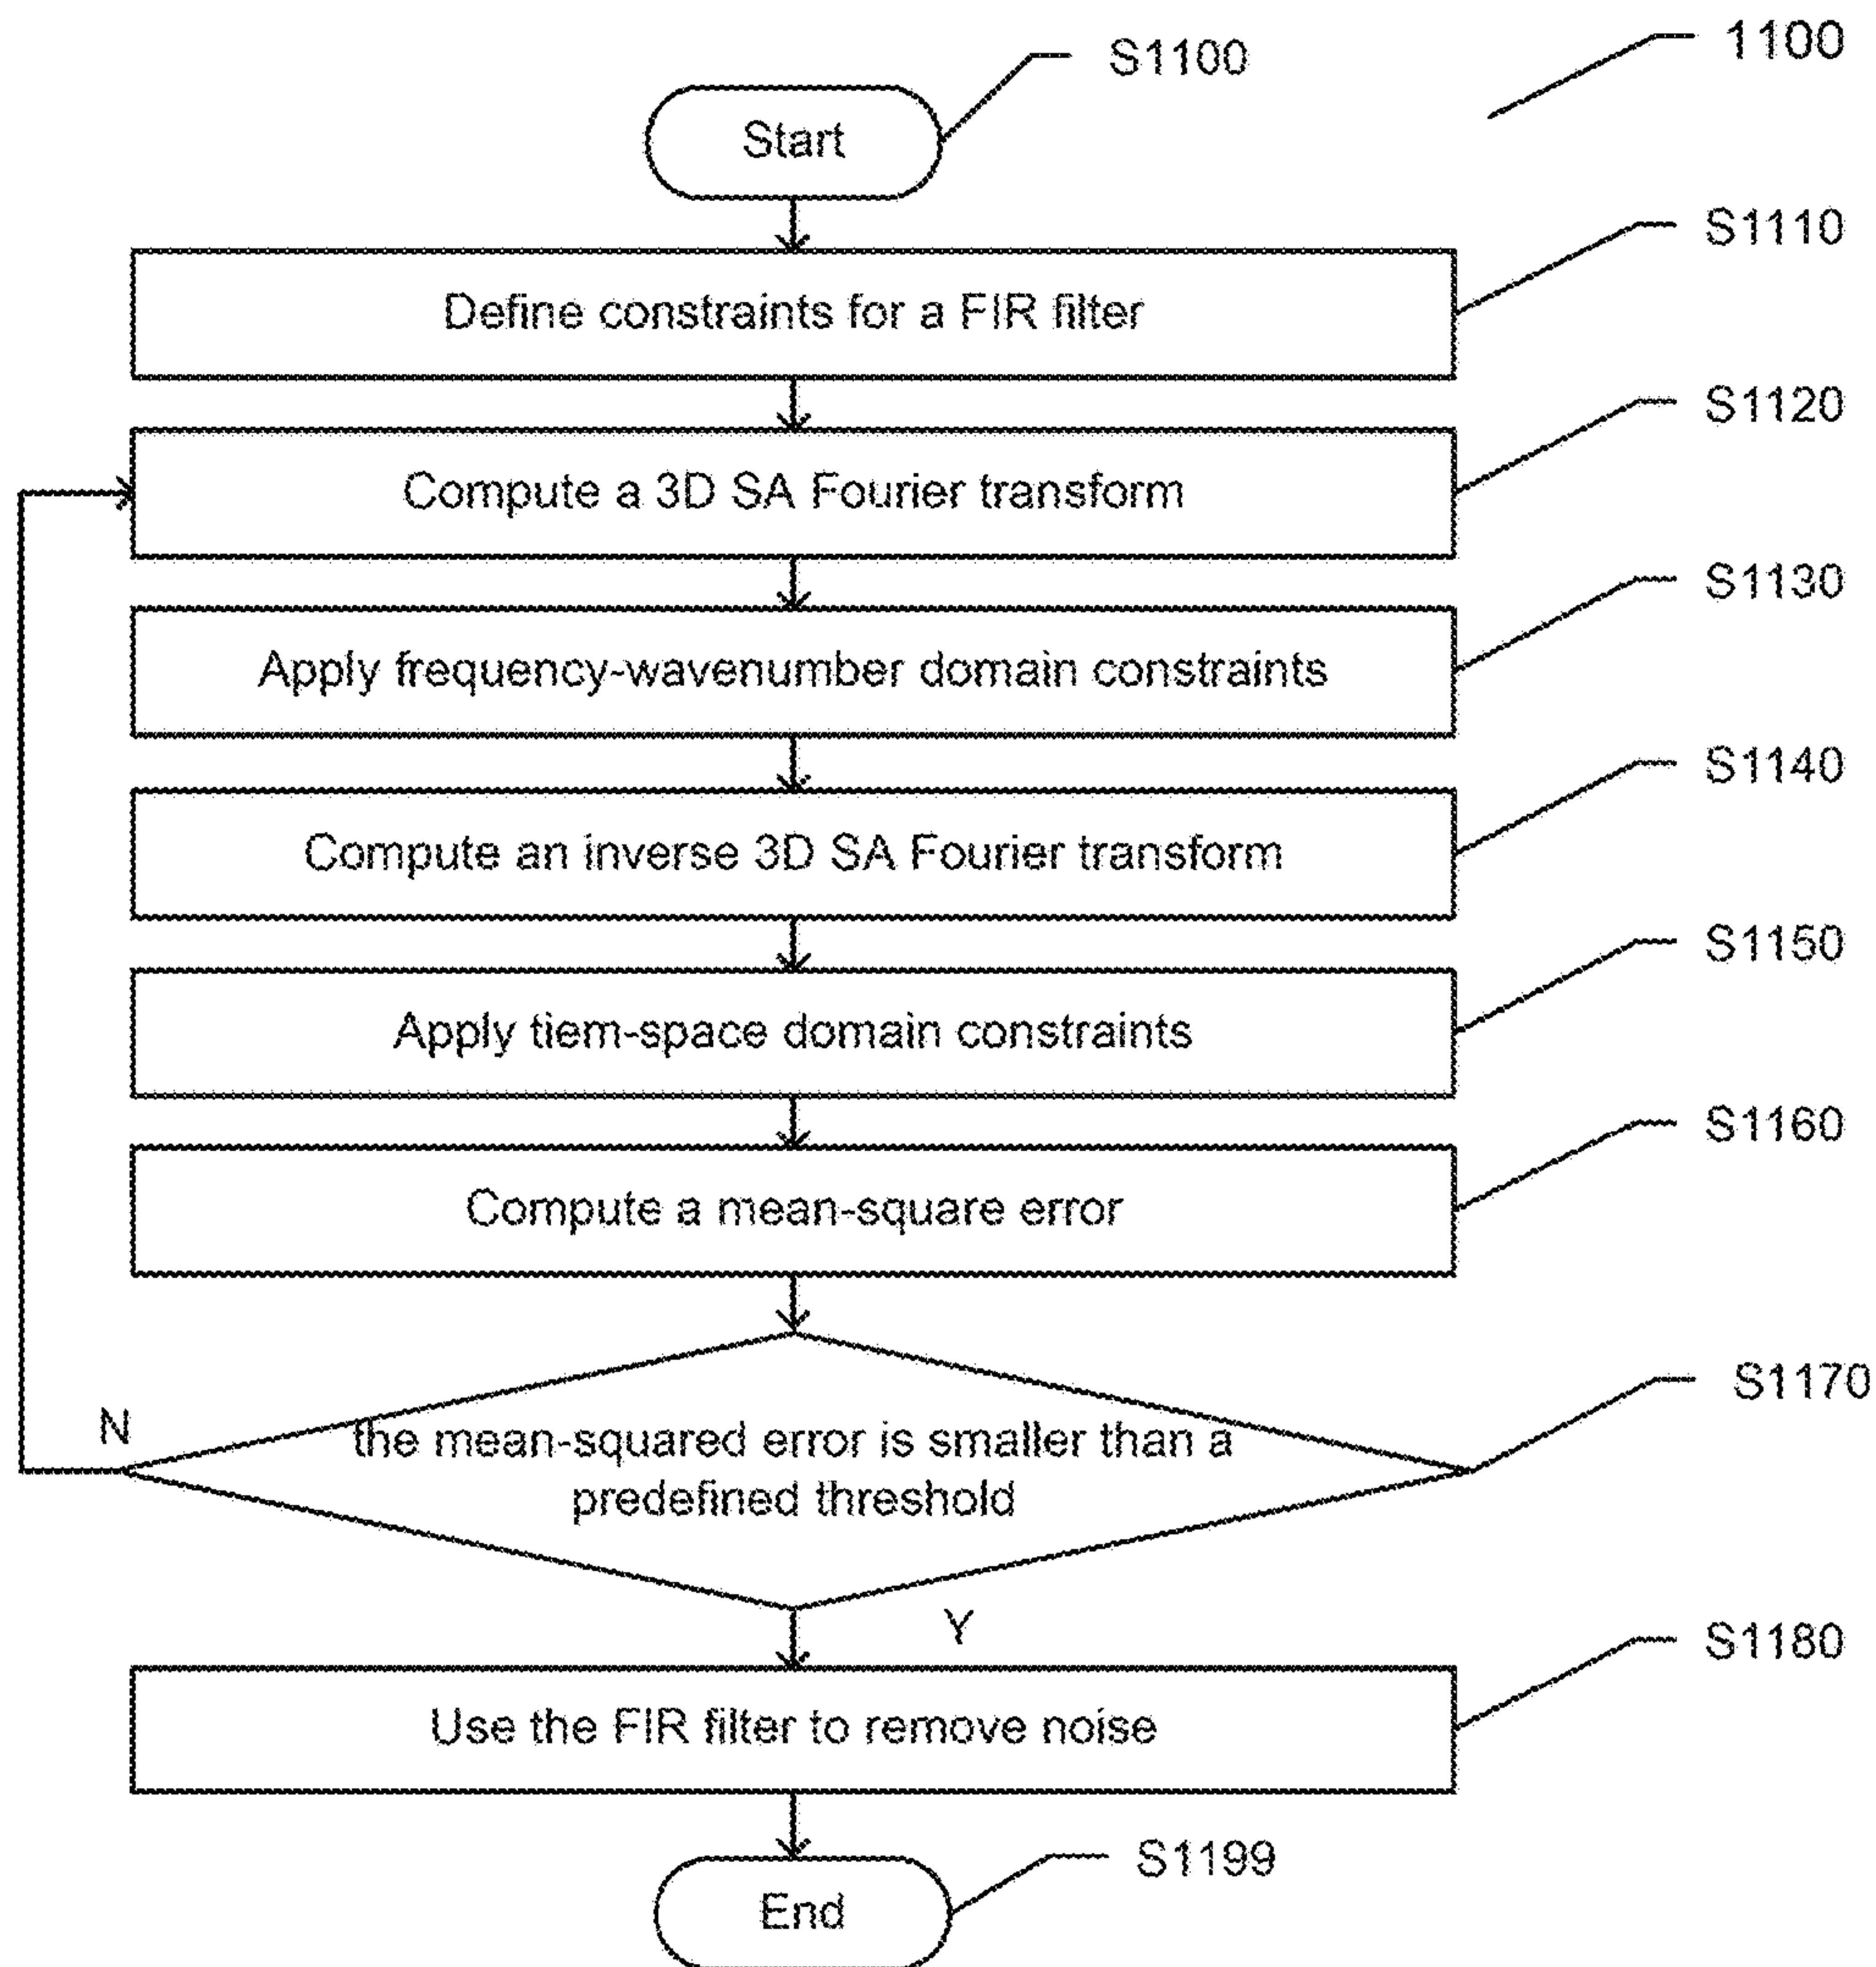 1100
S1100
Start
S1110
Define constraints for a FIR filter
S1120
Compute a 3D SA Fourier transform
S1130
Apply frequency-wavenumber domain constraints
S1140
Compute an inverse 3D SA Fourier transform
S1150
Apply tiem-space domain constraints
S1160
Compute a mean-square error
S1170
N
the mean-squared error is smaller than a
predefined threshold
Y
S1180
Use the FIR filter to remove noise
S1199
End